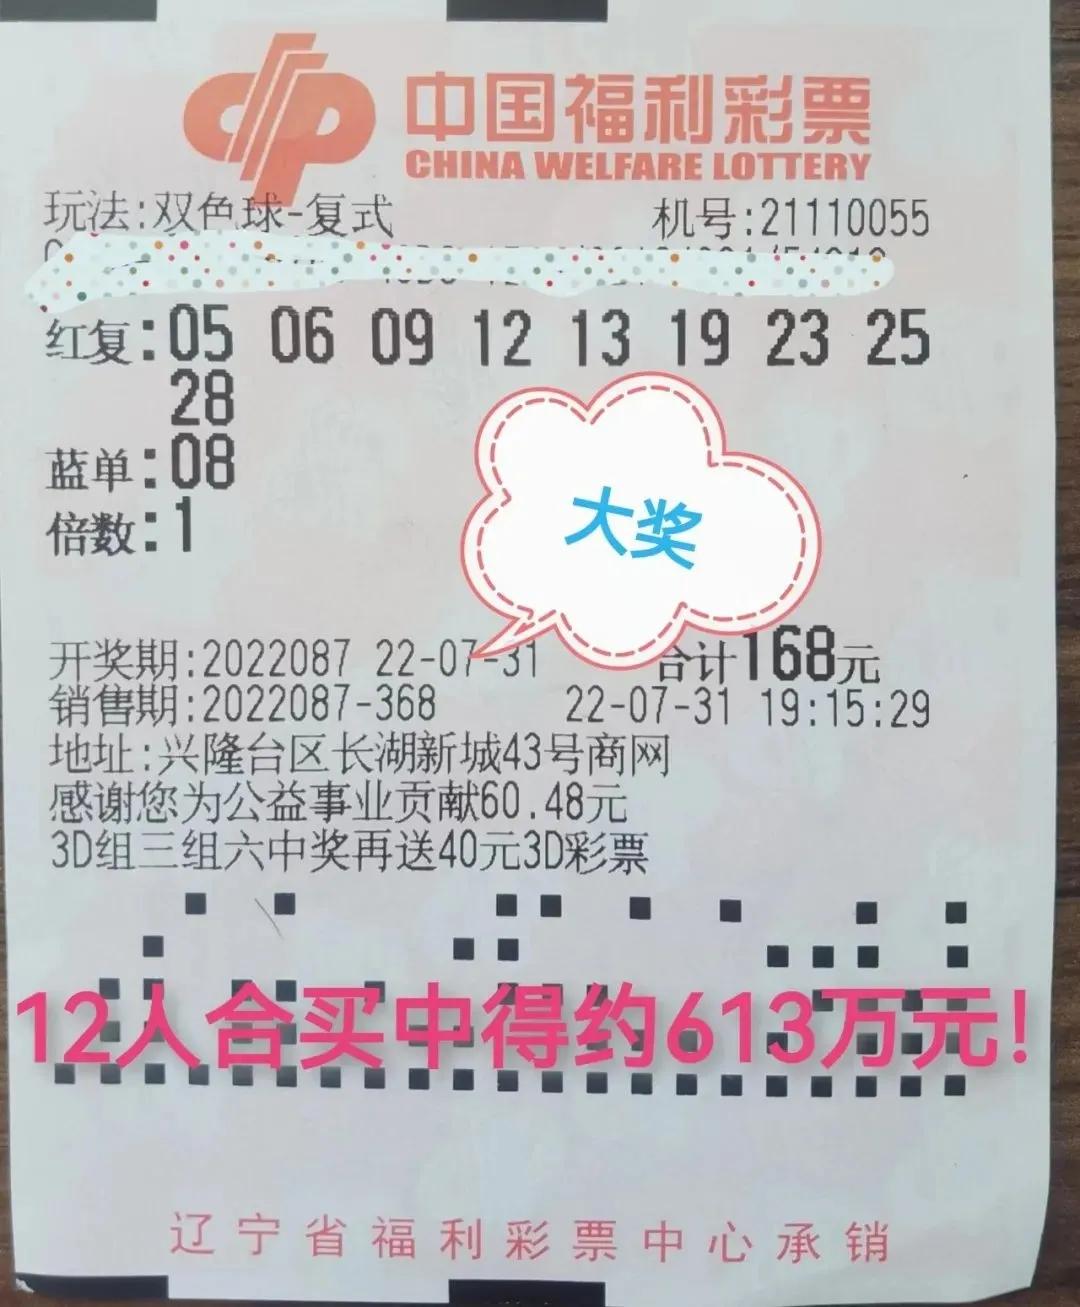 中国福利彩票
CHINA WELFARE LOTTERY
玩法:双色球-复式 机号:21110055
红复:05 06 09 12 13 19 23 25
28
蓝单:08
倍数:1
大奖
开奖期:2022087 22-07-31 合计168元
销售期:2022087-368 22-07-31 19:15:29
地址:兴隆台区长湖新城43号商网
感谢您为公益事业贡献60.48元
3D组三组六中奖再送40元3D彩票
12人合买中得约613万元!
辽宁省福利彩票中心承销